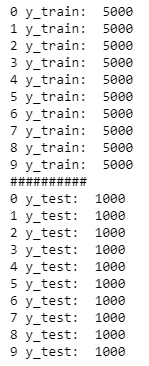 0 y_train:  5000
1 y_train:  5000
2 y_train:  5000
3 y_train:  5000
4 y_train:  5000
5 y_train:  5000
6 y_train:  5000
7 y_train:  5000
8 y_train:  5000
9 y_train:  5000
##########
0 y_test:  1000
1 y_test:  1000
2 y_test:  1000
3 y_test:  1000
4 y_test:  1000
5 y_test:  1000
6 y_test:  1000
7 y_test:  1000
8 y_test:  1000
9 y_test:  1000